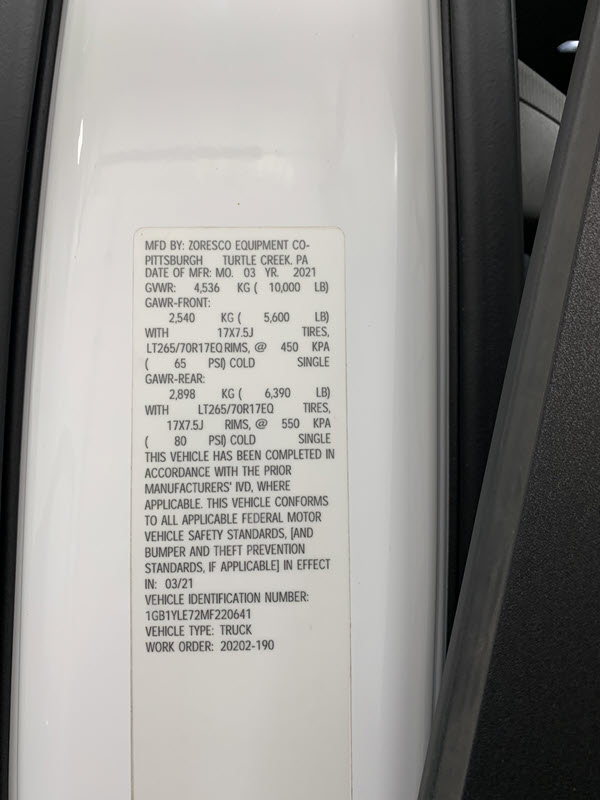 MFD BY: ZORESCO EQUIPMENT CO-
PITTSBURGH TURTLE CREEK, PA
DATE OF MFR: MO. 03 YR. 2021
GVWR: 4,536 KG ( 10,000 LB)
GAWR-FRONT:
2,540 KG ( 5,600 LB)
WITH 17X7.5J TIRES,
LT265/70R17EQ RIMS, @ 450 KPA
( 65 PSI) COLD SINGLE
GAWR-REAR:
2,898 KG ( 6,390 LB)
WITH LT265/70R17EQ TIRES,
17X7.5J RIMS, @ 550 KPA
( 80 PSI) COLD SINGLE
THIS VEHICLE HAS BEEN COMPLETED IN
ACCORDANCE WITH THE PRIOR
MANUFACTURERS' IVD, WHERE
APPLICABLE. THIS VEHICLE CONFORMS
TO ALL APPLICABLE FEDERAL MOTOR
VEHICLE SAFETY STANDARDS, [AND
BUMPER AND THEFT PREVENTION
STANDARDS, IF APPLICABLE] IN EFFECT
IN: 03/21
VEHICLE IDENTIFICATION NUMBER:
1GB1YLE72MF220641
VEHICLE TYPE: TRUCK
WORK ORDER: 20202-190